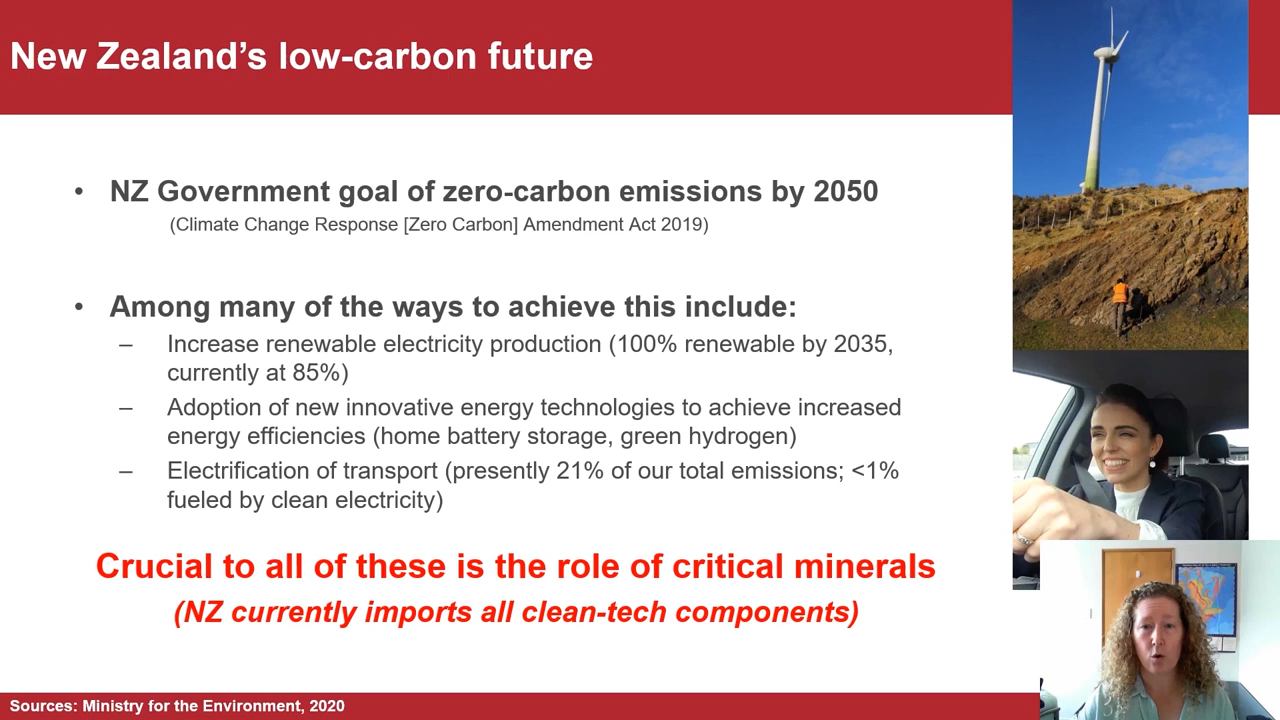 New Zealand’s low-carbon future
• NZ Government goal of zero-carbon emissions by 2050
(Climate Change Response [Zero Carbon] Amendment Act 2019)
• Among many of the ways to achieve this include:
– Increase renewable electricity production (100% renewable by 2035,
currently at 85%)
– Adoption of new innovative energy technologies to achieve increased
energy efficiencies (home battery storage, green hydrogen)
– Electrification of transport (presently 21% of our total emissions; <1%
fueled by clean electricity)
Crucial to all of these is the role of critical minerals
(NZ currently imports all clean-tech components)
Sources: Ministry for the Environment, 2020